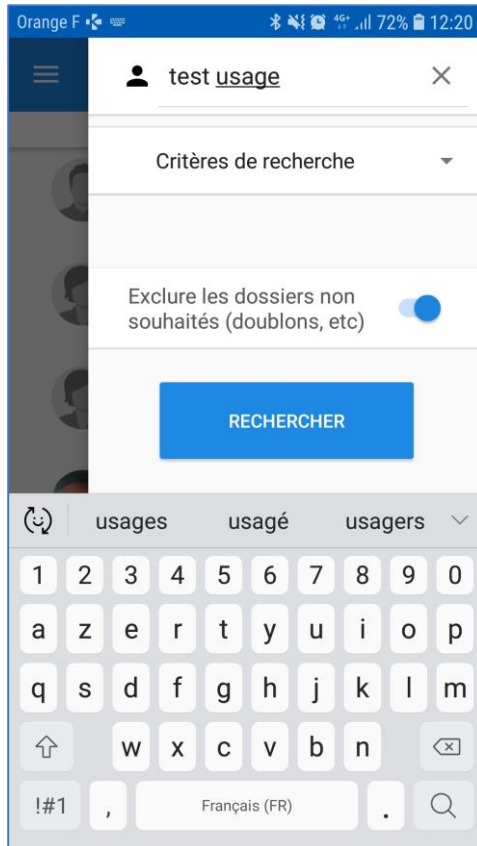 Orange F 4G+ 72% 12:20
test usage
Critères de recherche
Exclure les dossiers non
souhaités (doublons, etc)
RECHERCHER
usages usagé usagers
1 2 3 4 5 6 7 8 9 0
a z e r t y u i o p
q s d f g h j k l m
w x c v b n
!#1 , Français (FR) .